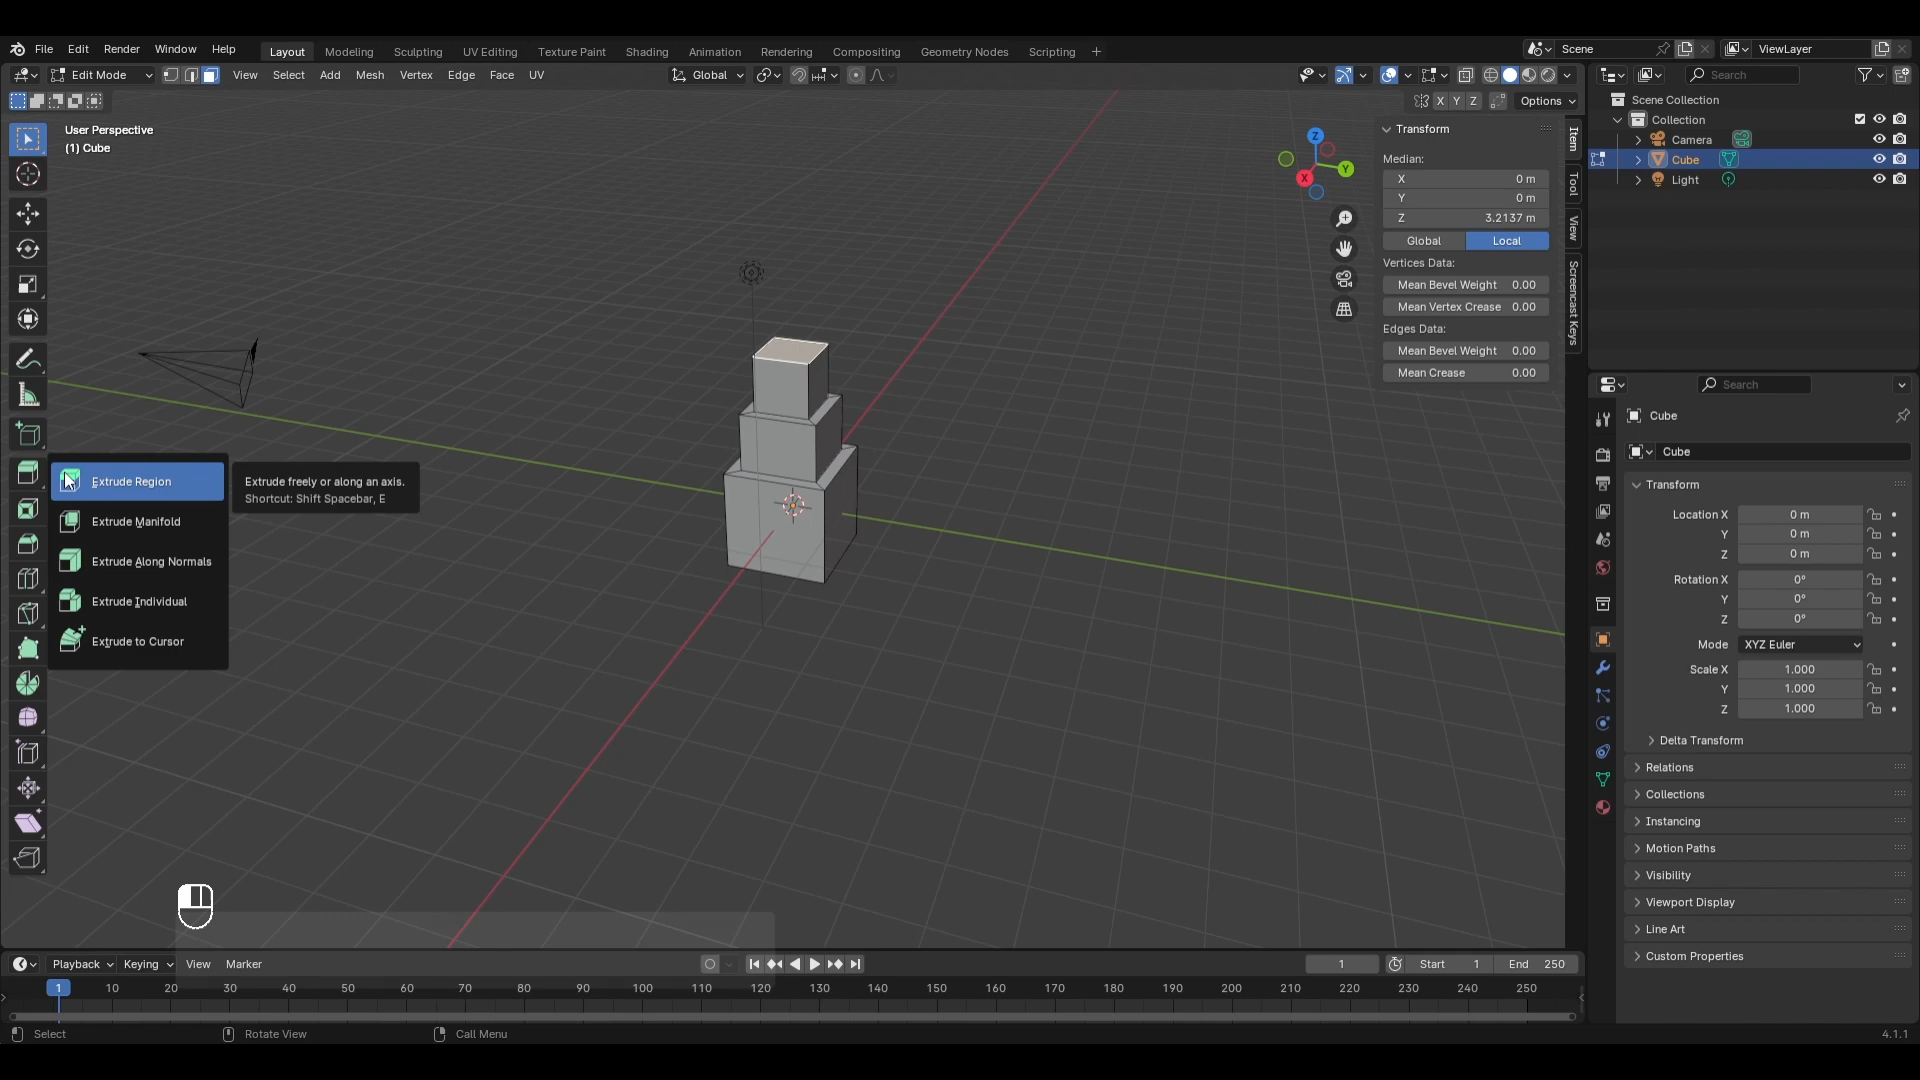 File Edit Render Window Help Layout Modeling Sculpting UV Editing Texture Paint Shading Animation Rendering Compositing Geometry Nodes Scripting + Scene ViewLayer
Edit Mode View Select Add Mesh Vertex Edge Face UV Global Search
X Y Z Options
User Perspective
(1) Cube
Z
Y
X
Transform
Median:
X 0 m
Y 0 m
Z 3.2137 m
Global Local
Vertices Data:
Mean Bevel Weight 0.00
Mean Vertex Crease 0.00
Edges Data:
Mean Bevel Weight 0.00
Mean Crease 0.00
Item
Tool
View
Screencast Keys
Scene Collection
Collection
Camera
Cube
Light
Extrude Region
Extrude Manifold
Extrude Along Normals
Extrude Individual
Extrude to Cursor
Extrude freely or along an axis.
Shortcut: Shift Spacebar, E
Search
Cube
Cube
Transform
Location X 0 m
Y 0 m
Z 0 m
Rotation X 0°
Y 0°
Z 0°
Mode XYZ Euler
Scale X 1.000
Y 1.000
Z 1.000
Delta Transform
Relations
Collections
Instancing
Motion Paths
Visibility
Viewport Display
Line Art
Custom Properties
Playback Keying View Marker 1 Start 1 End 250
1 10 20 30 40 50 60 70 80 90 100 110 120 130 140 150 160 170 180 190 200 210 220 230 240 250
Select Rotate View Call Menu 4.1.1